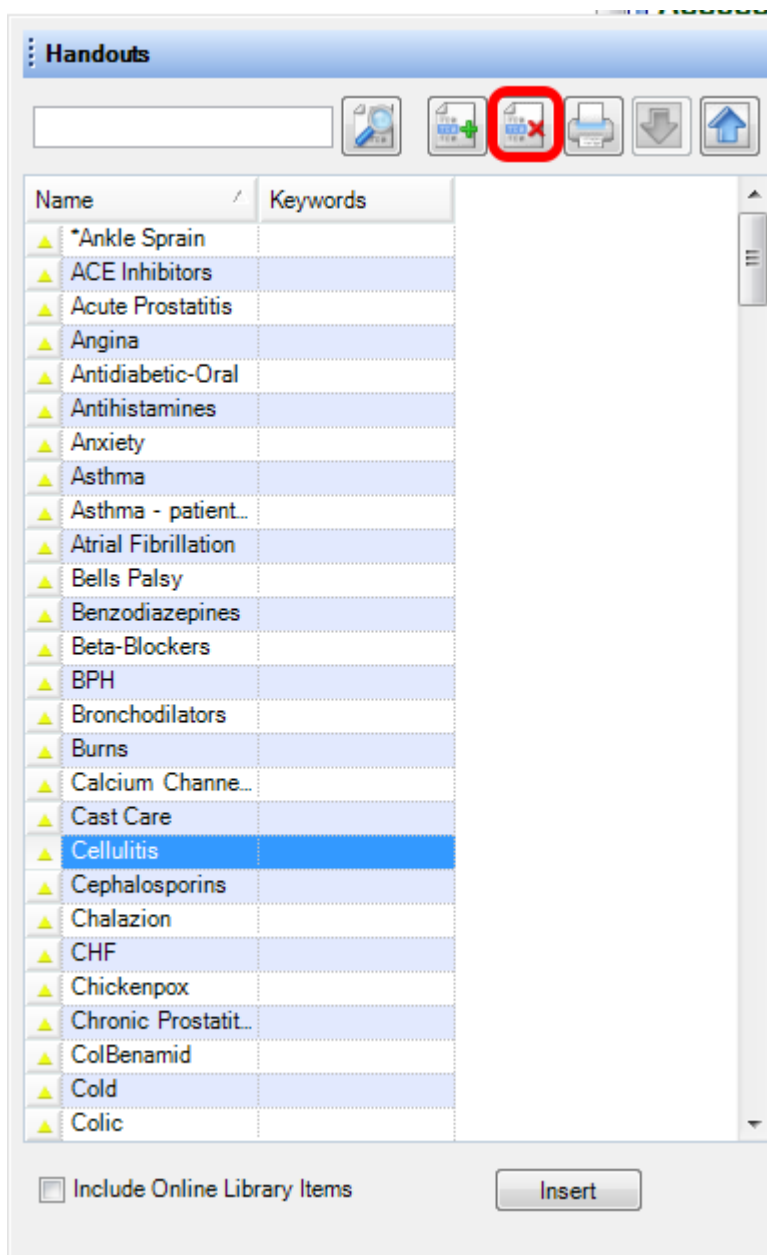 Handouts
Name Keywords
*Ankle Sprain
ACE Inhibitors
Acute Prostatitis
Angina
Antidiabetic-Oral
Antihistamines
Anxiety
Asthma
Asthma - patient...
Atrial Fibrillation
Bells Palsy
Benzodiazepines
Beta-Blockers
BPH
Bronchodilators
Burns
Calcium Channe...
Cast Care
Cellulitis
Cephalosporins
Chalazion
CHF
Chickenpox
Chronic Prostatit...
ColBenamid
Cold
Colic
Include Online Library Items Insert